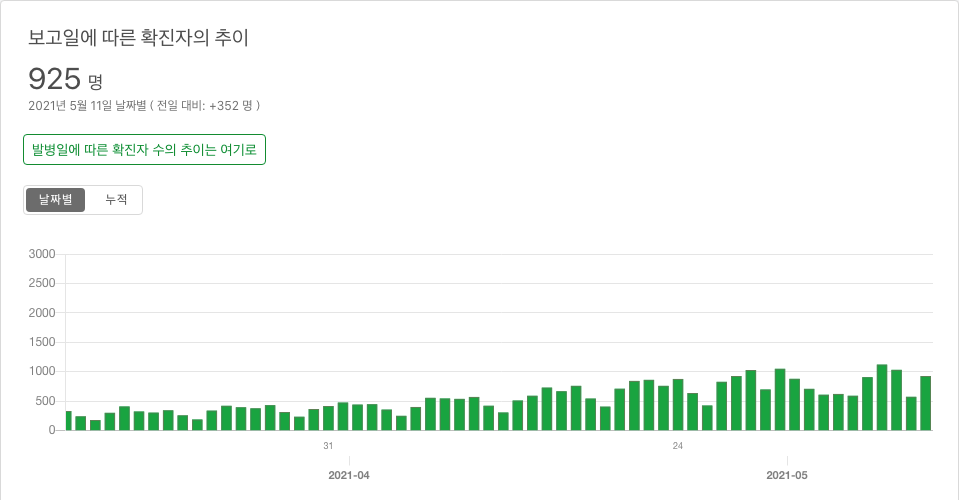 보고일에 따른 확진자의 추이
925 명
2021년 5월 11일 날짜별 ( 전일 대비: +352 명 )
발병일에 따른 확진자 수의 추이는 여기로
날짜별 누적
3000
2500
2000
1500
1000
500
0
31 24
2021-04 2021-05